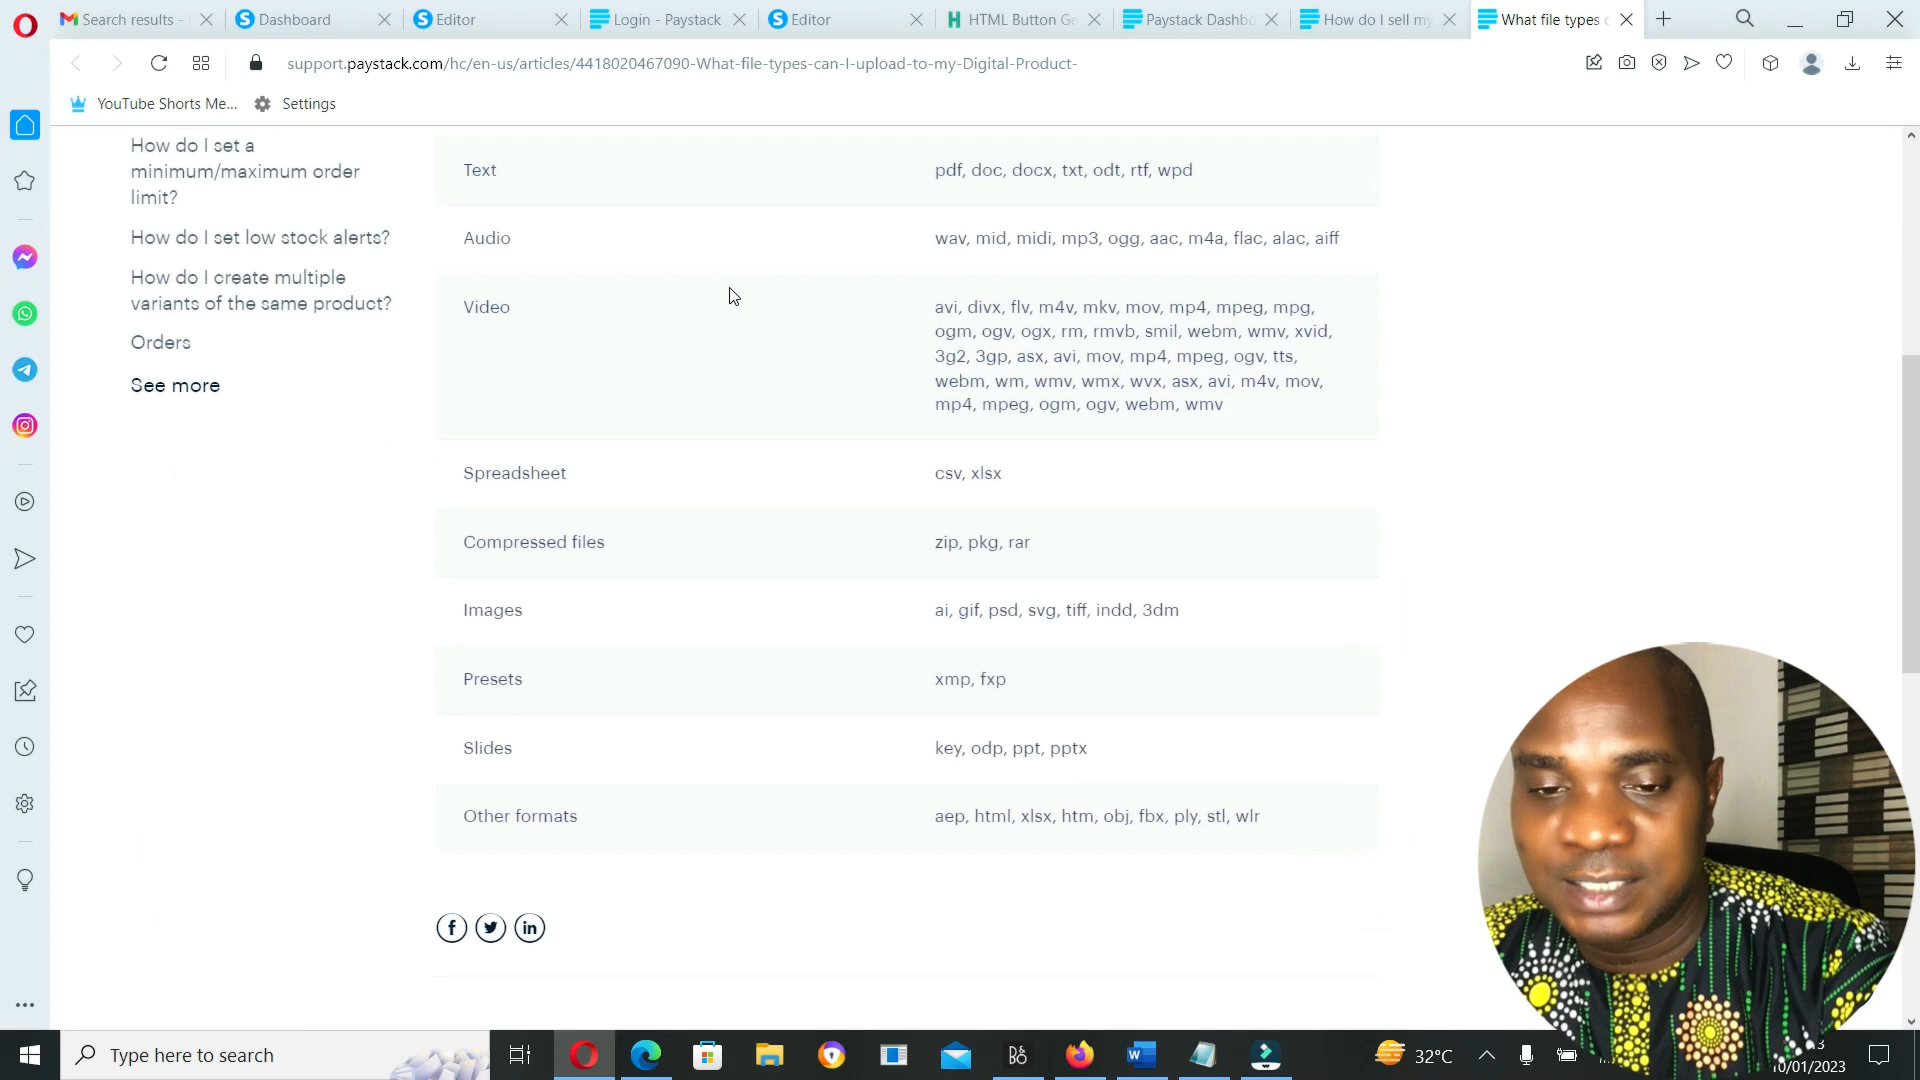 Search results -
Dashboard
Editor
Login - Paystack
Editor
HTML Button Ge
Paystack Dashbo
How do I sell my
What file types c
support.paystack.com/hc/en-us/articles/4418020467090-What-file-types-can-I-upload-to-my-Digital-Product-
YouTube Shorts Me...
Settings
How do I set a
minimum/maximum order
limit?
How do I set low stock alerts?
How do I create multiple
variants of the same product?
Orders
See more
Text
pdf, doc, docx, txt, odt, rtf, wpd
Audio
wav, mid, midi, mp3, ogg, aac, m4a, flac, alac, aiff
Video
avi, divx, flv, m4v, mkv, mov, mp4, mpeg, mpg,
ogm, ogv, ogx, rm, rmvb, smil, webm, wmv, xvid,
3g2, 3gp, asx, avi, mov, mp4, mpeg, ogv, tts,
webm, wm, wmv, wmx, wvx, asx, avi, m4v, mov,
mp4, mpeg, ogm, ogv, webm, wmv
Spreadsheet
csv, xlsx
Compressed files
zip, pkg, rar
Images
ai, gif, psd, svg, tiff, indd, 3dm
Presets
xmp, fxp
Slides
key, odp, ppt, pptx
Other formats
aep, html, xlsx, htm, obj, fbx, ply, stl, wlr
Type here to search
32°C
10/01/2023